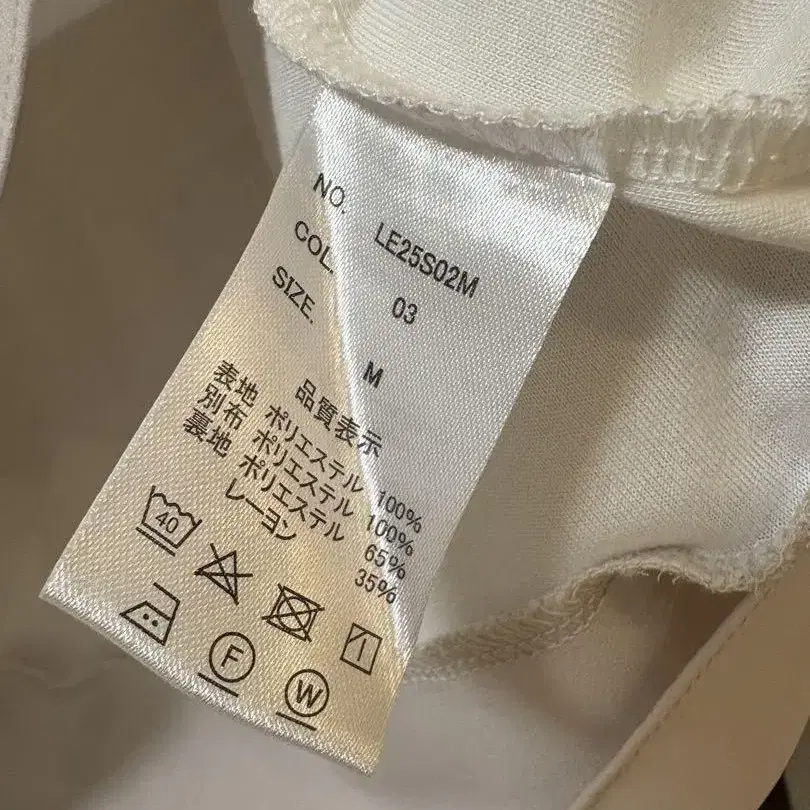 NO. LE25S02M
COL. 03
SIZE. M
品質表示
表地 ポリエステル 100%
別布 ポリエステル 100%
裏地 ポリエステル 65%
レーヨン 35%
40
F
W